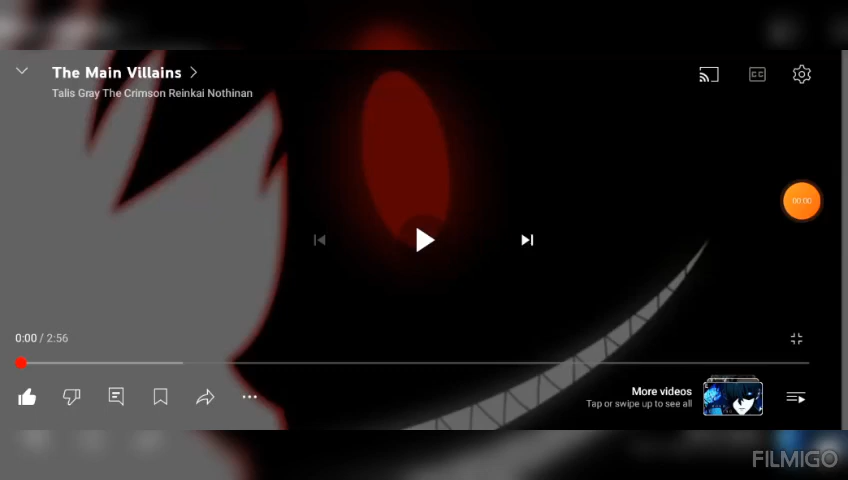 The Main Villains
Talis Gray The Crimson Reinkai Nothinan
CC
00:00
0:00 / 2:56
More videos
Tap or swipe up to see all
FILMIGO